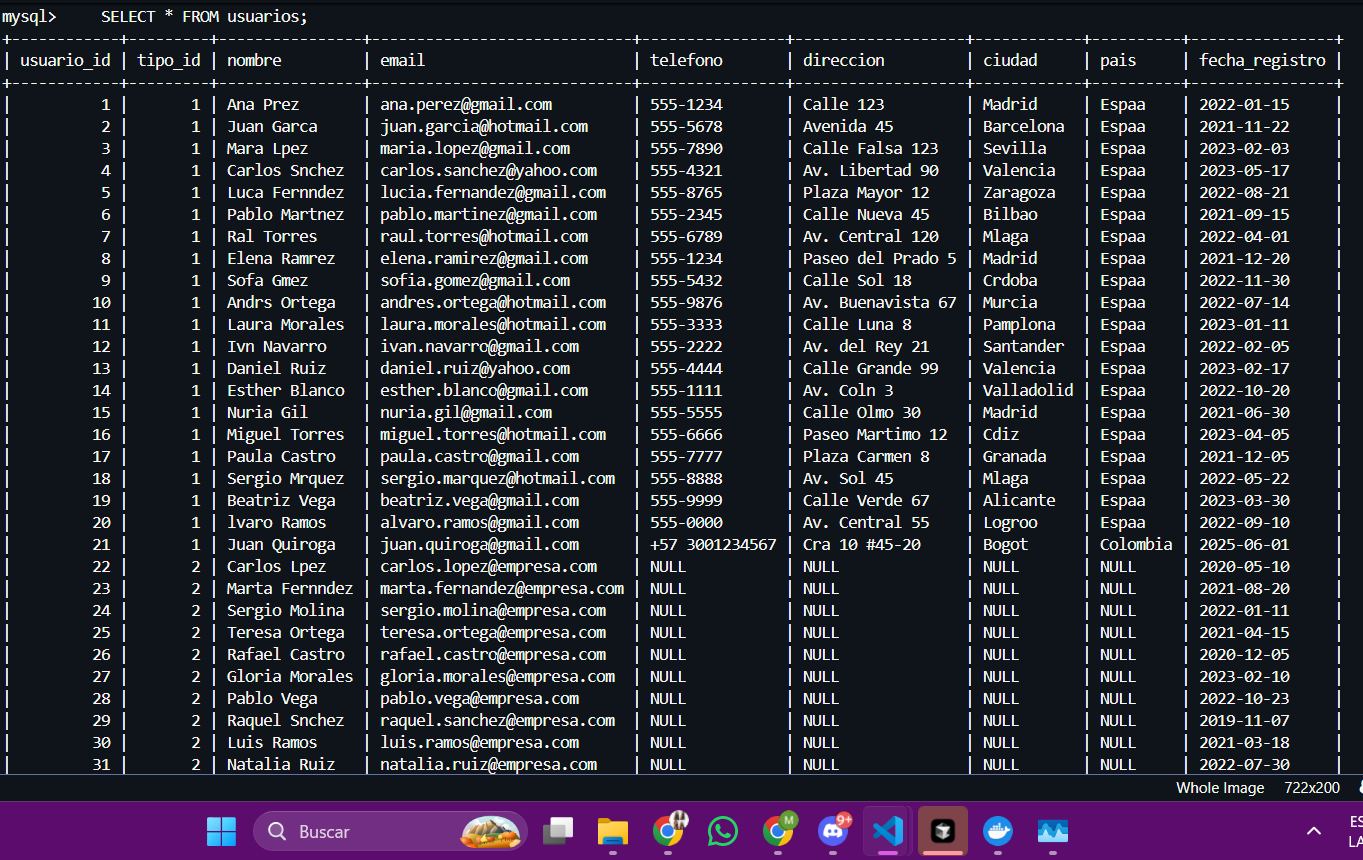 mysql> SELECT * FROM usuarios;
| usuario_id | tipo_id | nombre | email | telefono | direccion | ciudad | pais | fecha_registro |
| 1 | 1 | Ana Prez | ana.perez@gmail.com | 555-1234 | Calle 123 | Madrid | Espaa | 2022-01-15 |
| 2 | 1 | Juan Garca | juan.garcia@hotmail.com | 555-5678 | Avenida 45 | Barcelona | Espaa | 2021-11-22 |
| 3 | 1 | Mara Lpez | maria.lopez@gmail.com | 555-7890 | Calle Falsa 123 | Sevilla | Espaa | 2023-02-03 |
| 4 | 1 | Carlos Snchez | carlos.sanchez@yahoo.com | 555-4321 | Av. Libertad 90 | Valencia | Espaa | 2023-05-17 |
| 5 | 1 | Luca Fernndez | lucia.fernandez@gmail.com | 555-8765 | Plaza Mayor 12 | Zaragoza | Espaa | 2022-08-21 |
| 6 | 1 | Pablo Martnez | pablo.martinez@gmail.com | 555-2345 | Calle Nueva 45 | Bilbao | Espaa | 2021-09-15 |
| 7 | 1 | Ral Torres | raul.torres@hotmail.com | 555-6789 | Av. Central 120 | Mlaga | Espaa | 2022-04-01 |
| 8 | 1 | Elena Ramrez | elena.ramirez@gmail.com | 555-1234 | Paseo del Prado 5 | Madrid | Espaa | 2021-12-20 |
| 9 | 1 | Sofa Gmez | sofia.gomez@gmail.com | 555-5432 | Calle Sol 18 | Crdoba | Espaa | 2022-11-30 |
| 10 | 1 | Andrs Ortega | andres.ortega@hotmail.com | 555-9876 | Av. Buenavista 67 | Murcia | Espaa | 2022-07-14 |
| 11 | 1 | Laura Morales | laura.morales@hotmail.com | 555-3333 | Calle Luna 8 | Pamplona | Espaa | 2023-01-11 |
| 12 | 1 | Ivn Navarro | ivan.navarro@gmail.com | 555-2222 | Av. del Rey 21 | Santander | Espaa | 2022-02-05 |
| 13 | 1 | Daniel Ruiz | daniel.ruiz@yahoo.com | 555-4444 | Calle Grande 99 | Valencia | Espaa | 2023-02-17 |
| 14 | 1 | Esther Blanco | esther.blanco@gmail.com | 555-1111 | Av. Coln 3 | Valladolid | Espaa | 2022-10-20 |
| 15 | 1 | Nuria Gil | nuria.gil@gmail.com | 555-5555 | Calle Olmo 30 | Madrid | Espaa | 2021-06-30 |
| 16 | 1 | Miguel Torres | miguel.torres@hotmail.com | 555-6666 | Paseo Martimo 12 | Cdiz | Espaa | 2023-04-05 |
| 17 | 1 | Paula Castro | paula.castro@gmail.com | 555-7777 | Plaza Carmen 8 | Granada | Espaa | 2021-12-05 |
| 18 | 1 | Sergio Mrquez | sergio.marquez@hotmail.com | 555-8888 | Av. Sol 45 | Mlaga | Espaa | 2022-05-22 |
| 19 | 1 | Beatriz Vega | beatriz.vega@gmail.com | 555-9999 | Calle Verde 67 | Alicante | Espaa | 2023-03-30 |
| 20 | 1 | lvaro Ramos | alvaro.ramos@gmail.com | 555-0000 | Av. Central 55 | Logroo | Espaa | 2022-09-10 |
| 21 | 1 | Juan Quiroga | juan.quiroga@gmail.com | +57 3001234567 | Cra 10 #45-20 | Bogot | Colombia | 2025-06-01 |
| 22 | 2 | Carlos Lpez | carlos.lopez@empresa.com | NULL | NULL | NULL | NULL | 2020-05-10 |
| 23 | 2 | Marta Fernndez | marta.fernandez@empresa.com | NULL | NULL | NULL | NULL | 2021-08-20 |
| 24 | 2 | Sergio Molina | sergio.molina@empresa.com | NULL | NULL | NULL | NULL | 2022-01-11 |
| 25 | 2 | Teresa Ortega | teresa.ortega@empresa.com | NULL | NULL | NULL | NULL | 2021-04-15 |
| 26 | 2 | Rafael Castro | rafael.castro@empresa.com | NULL | NULL | NULL | NULL | 2020-12-05 |
| 27 | 2 | Gloria Morales | gloria.morales@empresa.com | NULL | NULL | NULL | NULL | 2023-02-10 |
| 28 | 2 | Pablo Vega | pablo.vega@empresa.com | NULL | NULL | NULL | NULL | 2022-10-23 |
| 29 | 2 | Raquel Snchez | raquel.sanchez@empresa.com | NULL | NULL | NULL | NULL | 2019-11-07 |
| 30 | 2 | Luis Ramos | luis.ramos@empresa.com | NULL | NULL | NULL | NULL | 2021-03-18 |
| 31 | 2 | Natalia Ruiz | natalia.ruiz@empresa.com | NULL | NULL | NULL | NULL | 2022-07-30 |
Whole Image 722x200
Buscar H M 9+ ES
LA